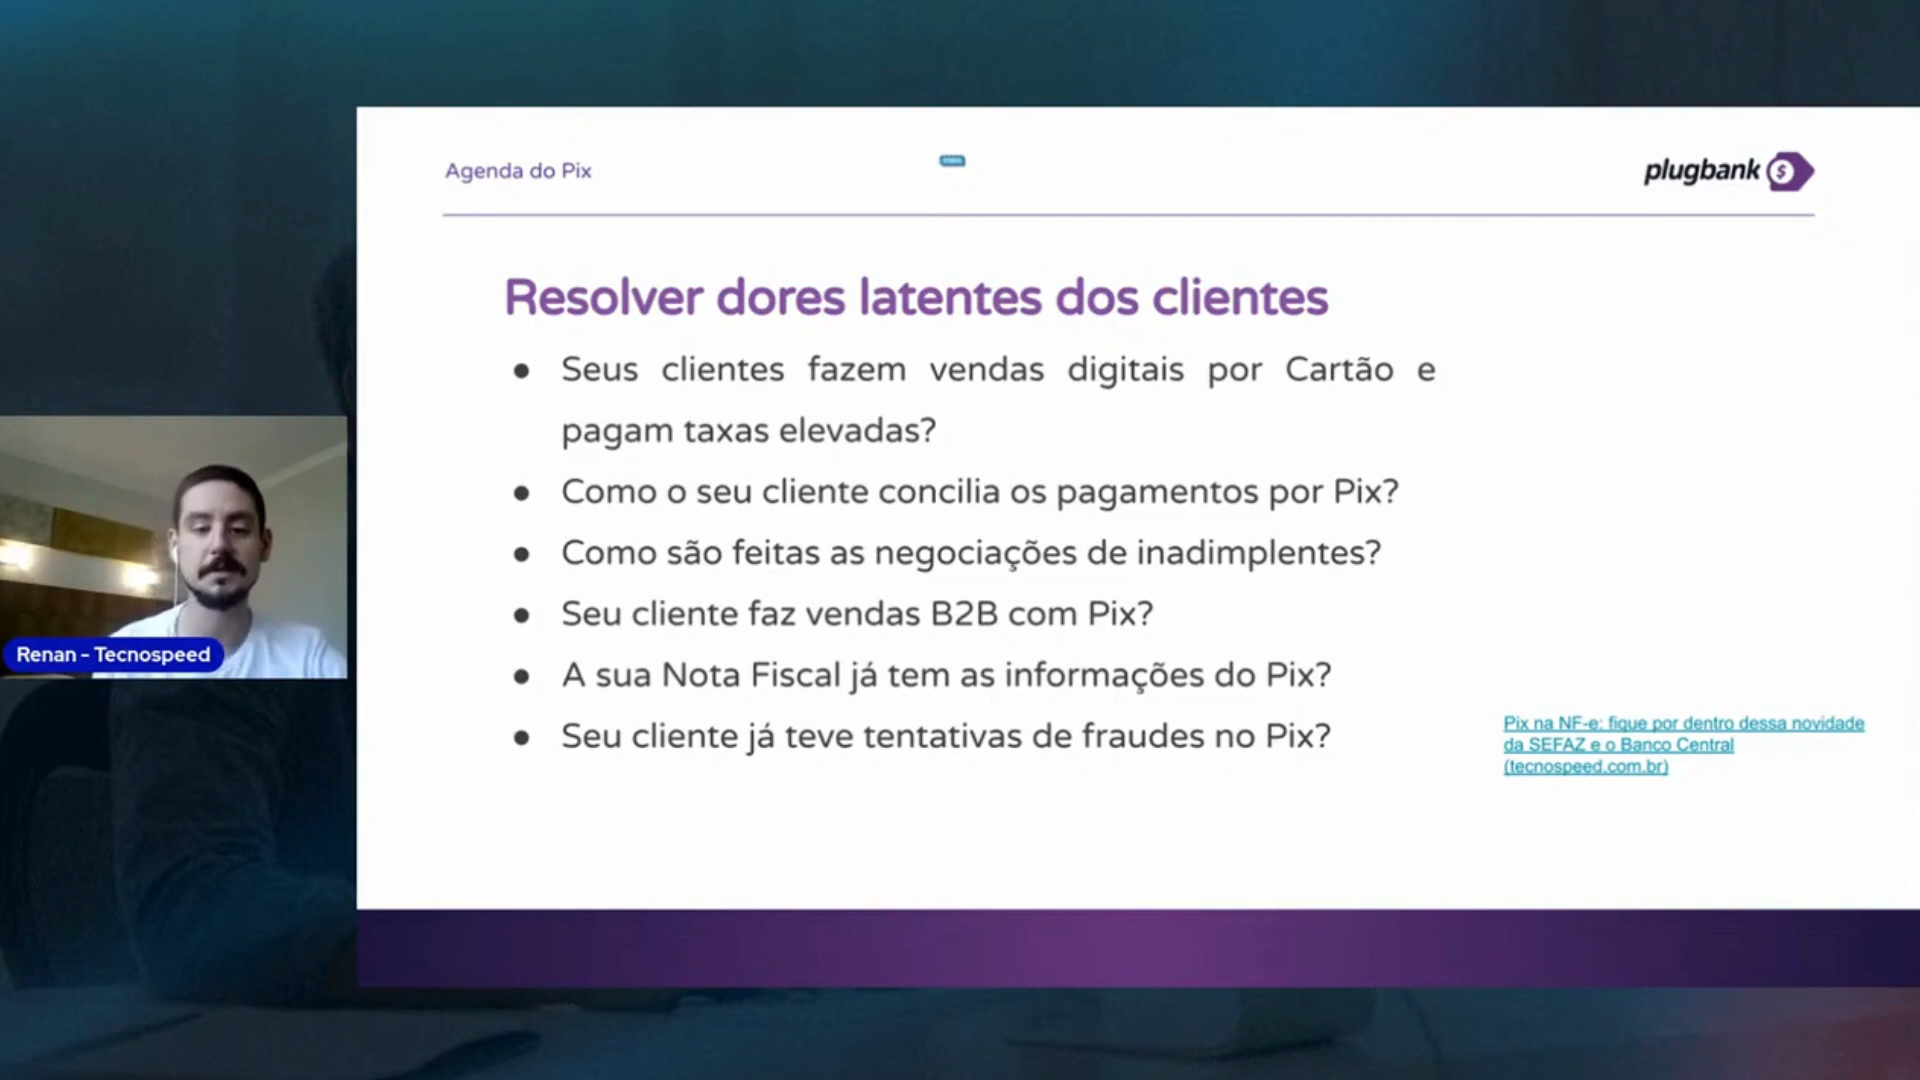 Agenda do Pix
plugbank
Resolver dores latentes dos clientes
● Seus clientes fazem vendas digitais por Cartão e
pagam taxas elevadas?
● Como o seu cliente concilia os pagamentos por Pix?
● Como são feitas as negociações de inadimplentes?
● Seu cliente faz vendas B2B com Pix?
● A sua Nota Fiscal já tem as informações do Pix?
● Seu cliente já teve tentativas de fraudes no Pix?
Pix na NF-e: fique por dentro dessa novidade
da SEFAZ e o Banco Central
(tecnospeed.com.br)
Renan - Tecnospeed